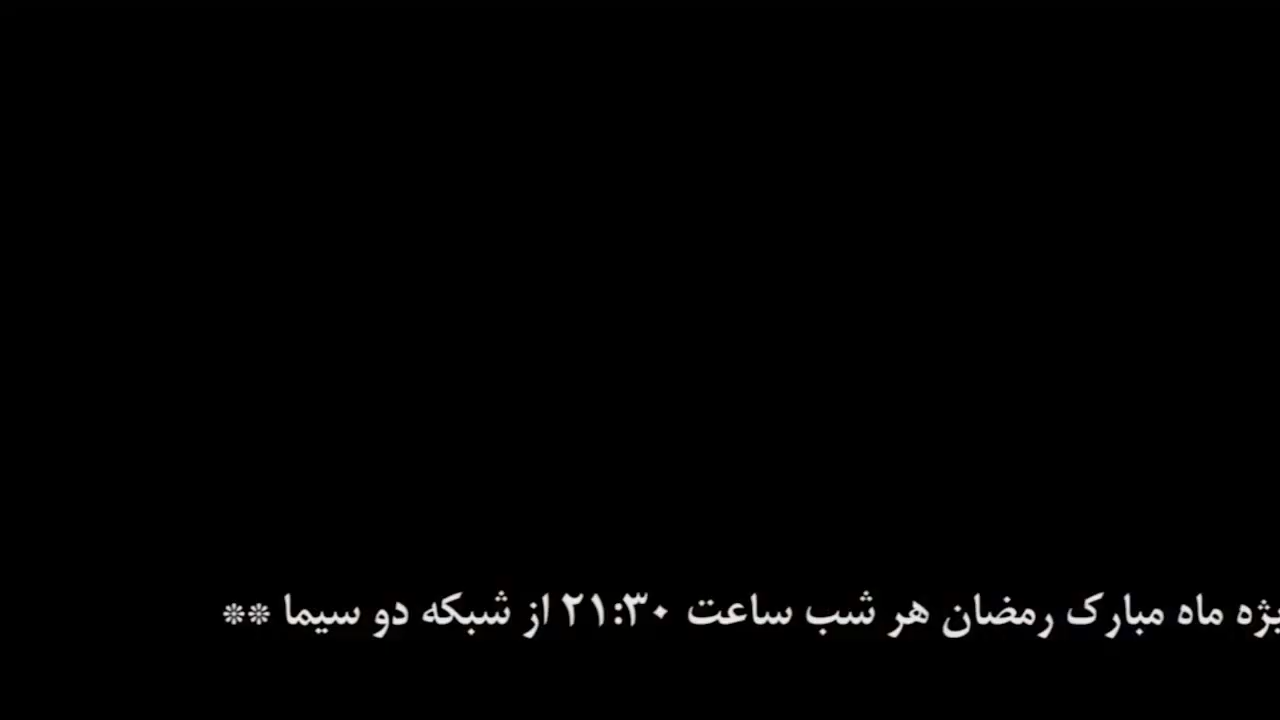 یژه ماه مبارک رمضان هر شب ساعت ۲۱:۳۰ از شبکه دو سیما **